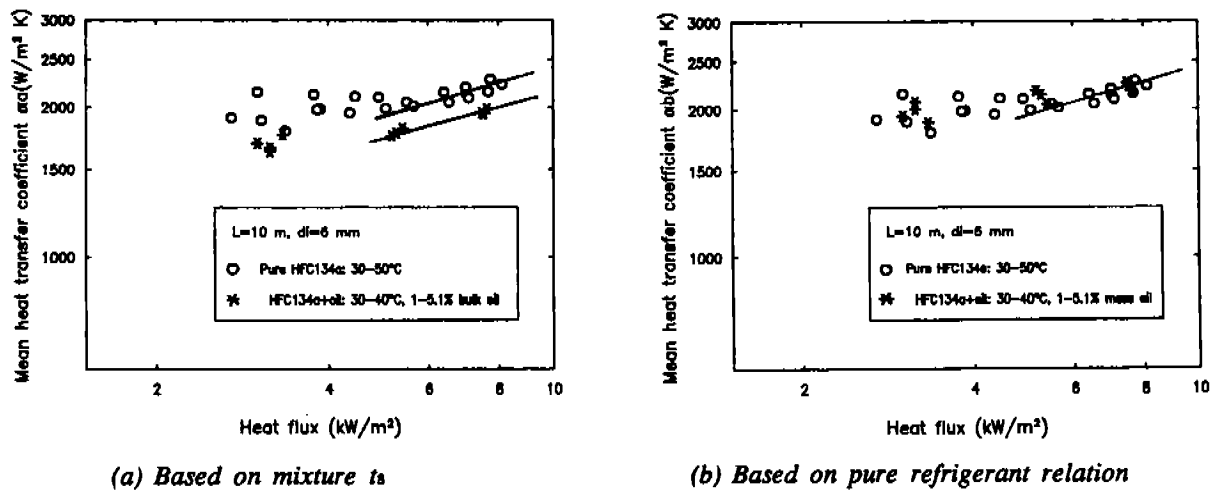 Mean heat transfer coefficient αa(W/m² K)
3000
2500
2000
1500
1000
2
4
6
8
10
L=10 m, di=6 mm
Pure HFC134a: 30-50°C
HFC134a+oil: 30-40°C, 1-5.1% bulk oil
Heat flux (kW/m²)
(a) Based on mixture ts
Mean heat transfer coefficient αb(W/m² K)
3000
2500
2000
1500
1000
2
4
6
8
10
L=10 m, di=6 mm
Pure HFC134a: 30-50°C
HFC134a+oil: 30-40°C, 1-5.1% mass oil
Heat flux (kW/m²)
(b) Based on pure refrigerant relation